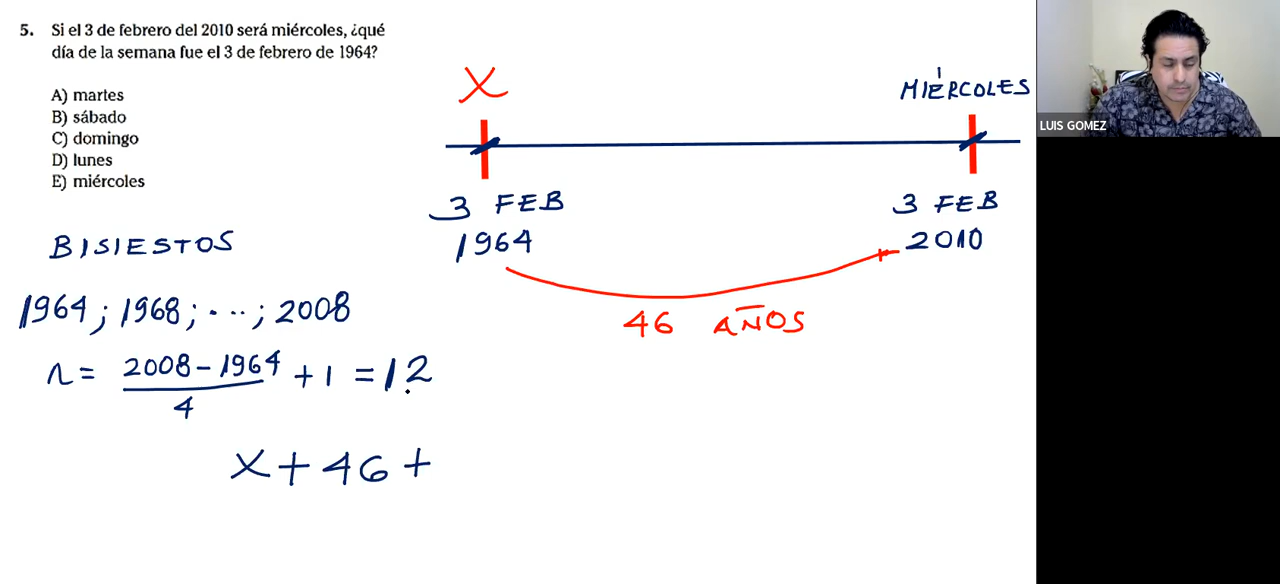 5. Si el 3 de febrero del 2010 será miércoles, ¿qué
día de la semana fue el 3 de febrero de 1964?
A) martes
B) sábado
C) domingo
D) lunes
E) miércoles
X
MIÉRCOLES
3 FEB
1964
3 FEB
2010
46 AÑOS
BISIESTOS
1964; 1968; ...; 2008
n = (2008 - 1964)/4 + 1 = 12
X + 46 +
LUIS GOMEZ